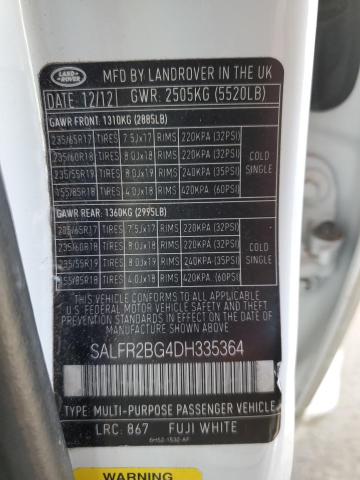 LAND ROVER
MFD BY LANDROVER IN THE UK
DATE: 12/12 GWR: 2505KG (5520LB)
GAWR FRONT: 1310KG (2885LB)
235/65R17 TIRES 7.5Jx17 RIMS 220KPA (32PSI)
235/60R18 TIRES 8.0Jx18 RIMS 220KPA (32PSI) COLD
235/55R19 TIRES 8.0Jx19 RIMS 240KPA (35PSI) SINGLE
155/85R18 TIRES 4.0Jx18 RIMS 420KPA (60PSI)
GAWR REAR: 1360KG (2995LB)
235/65R17 TIRES 7.5Jx17 RIMS 220KPA (32PSI)
235/60R18 TIRES 8.0Jx18 RIMS 220KPA (32PSI) COLD
235/55R19 TIRES 8.0Jx19 RIMS 240KPA (35PSI) SINGLE
155/85R18 TIRES 4.0Jx18 RIMS 420KPA (60PSI)
THIS VEHICLE CONFORMS TO ALL APPLICABLE
U.S. FEDERAL MOTOR VEHICLE SAFETY
AND THEFT PREVENTION STANDARDS IN EFFECT
ON THE DATE OF MANUFACTURE SHOWN ABOVE.
SALFR2BG4DH335364
TYPE: MULTI-PURPOSE PASSENGER VEHICLE
LRC: 867 FUJI WHITE
6H52-1532-AF
WARNING